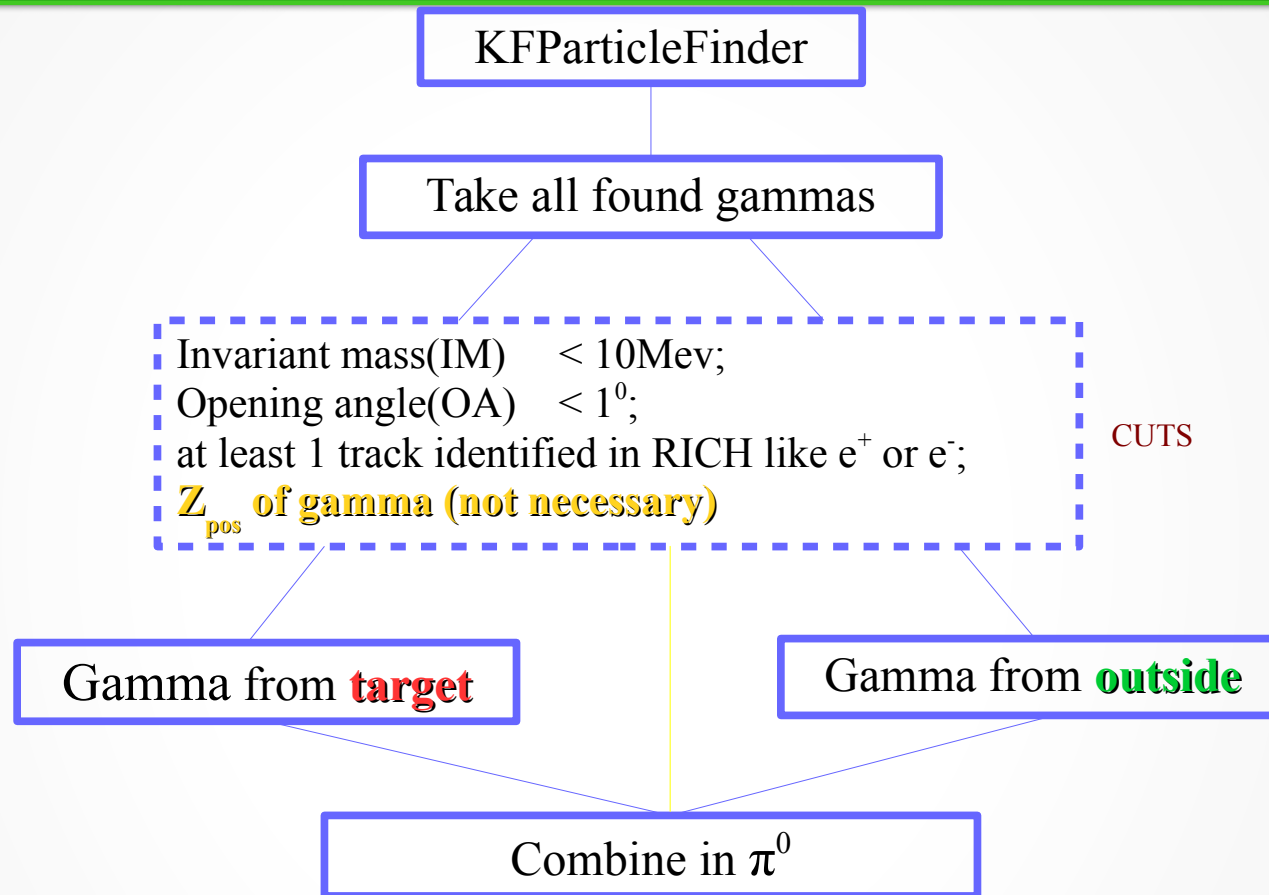 KFParticleFinder
Take all found gammas
Invariant mass(IM) < 10Mev;
Opening angle(OA) < 1⁰;
at least 1 track identified in RICH like e⁺ or e⁻;
Z_pos of gamma (not necessary)
CUTS
Gamma from target
Gamma from outside
Combine in π⁰